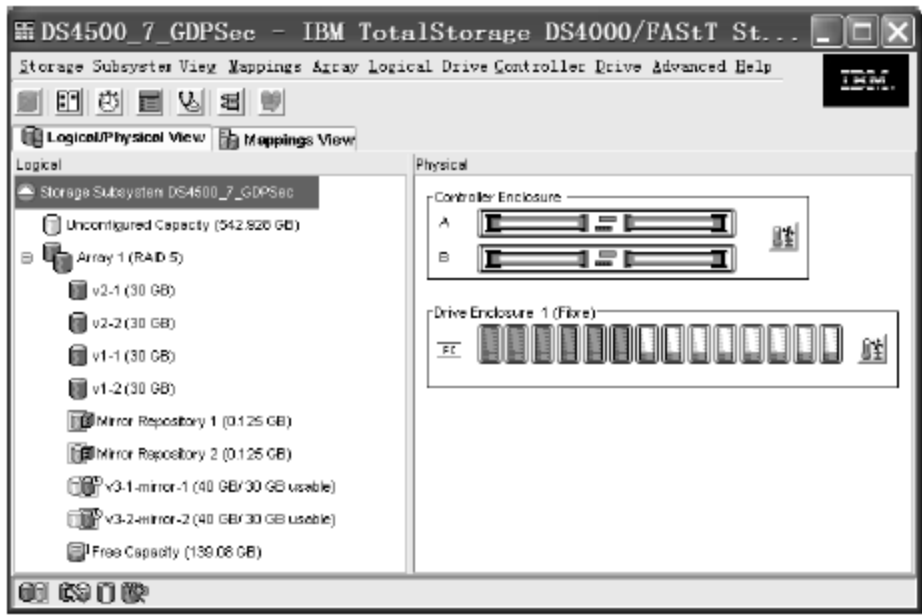 DS4500_7_GDPSec - IBM TotalStorage DS4000/FAStT St...
Storage Subsystem View Mappings Array Logical Drive Controller Drive Advanced Help
IBM
Logical/Physical View
Mappings View
Logical
Physical
Storage Subsystem DS4500_7_GDPSec
Unconfigured Capacity (542.926 GB)
Array 1 (RAID 5)
v2-1 (30 GB)
v2-2 (30 GB)
v1-1 (30 GB)
v1-2 (30 GB)
Mirror Repository 1 (0.125 GB)
Mirror Repository 2 (0.125 GB)
v3-1-mirror-1 (40 GB/ 30 GB usable)
v3-2-mirror-2 (40 GB/ 30 GB usable)
Free Capacity (139.08 GB)
Controller Enclosure
A
B
Drive Enclosure 1 (Fibre)
FC